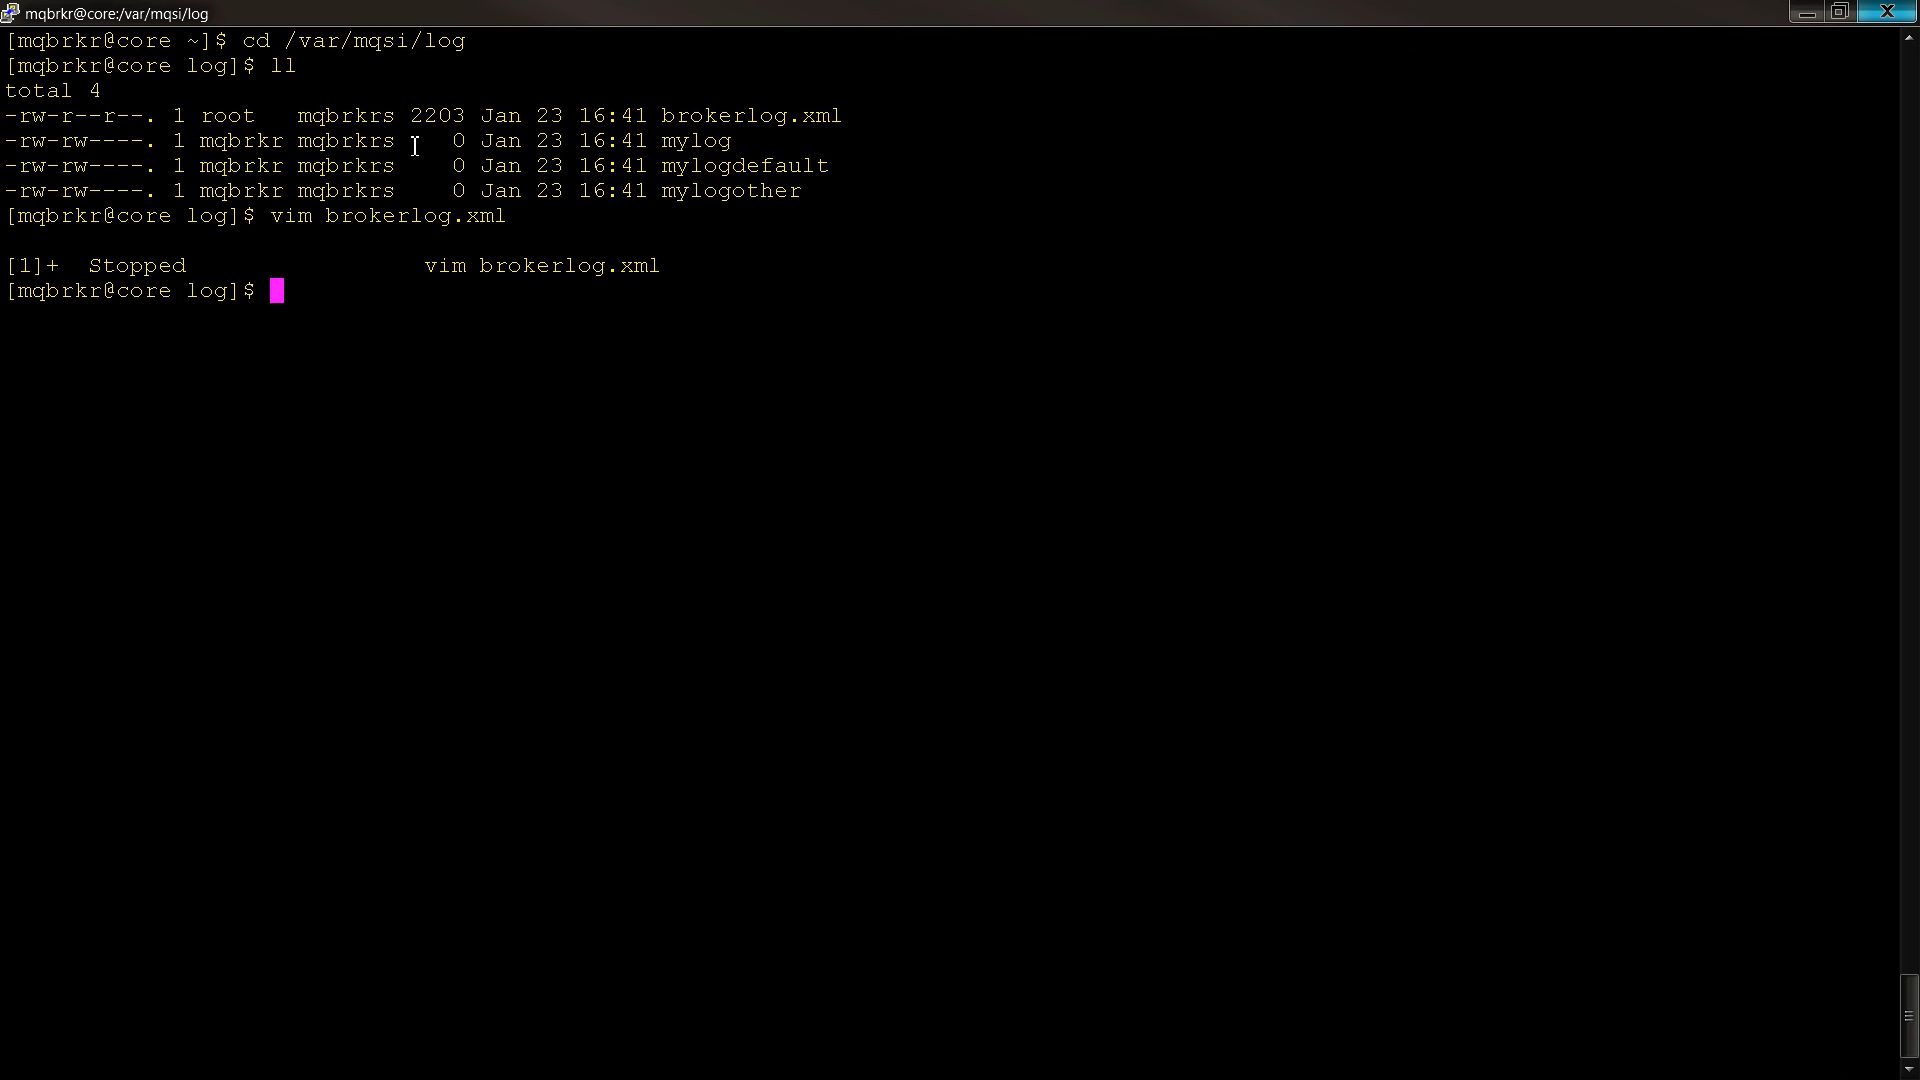 mqbrkr@core:/var/mqsi/log
[mqbrkr@core ~]$ cd /var/mqsi/log
[mqbrkr@core log]$ ll
total 4
-rw-r--r--. 1 root   mqbrkrs 2203 Jan 23 16:41 brokerlog.xml
-rw-rw----. 1 mqbrkr mqbrkrs    0 Jan 23 16:41 mylog
-rw-rw----. 1 mqbrkr mqbrkrs    0 Jan 23 16:41 mylogdefault
-rw-rw----. 1 mqbrkr mqbrkrs    0 Jan 23 16:41 mylogother
[mqbrkr@core log]$ vim brokerlog.xml
[1]+  Stopped                 vim brokerlog.xml
[mqbrkr@core log]$